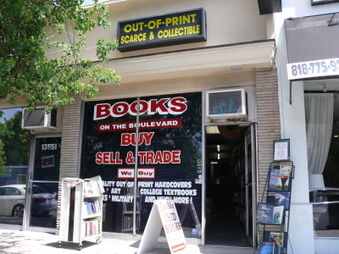 OUT-OF-PRINT
SCARCE & COLLECTIBLE
818-775-9
13151
BOOKS
ON THE BOULEVARD
BUY
SELL & TRADE
We Buy
QUALITY OUT OF PRINT HARDCOVERS
ART COLLEGE TEXTBOOKS
MILITARY AND MUCH MORE!